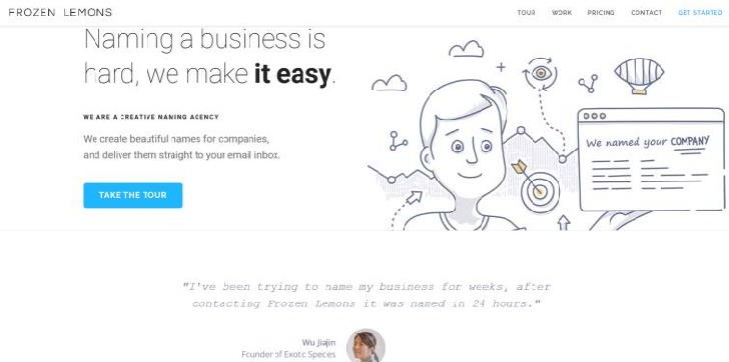 FROZEN LEMONS
TOUR WORK PRICING CONTACT GET STARTED
Naming a business is
hard, we make it easy.
WE ARE A CREATIVE NAMING AGENCY
We create beautiful names for companies,
and deliver them straight to your email inbox.
TAKE THE TOUR
We named your COMPANY
"I've been trying to name my business for weeks, after
contacting Frozen Lemons it was named in 24 hours."
Wu Jiajin
Founder of Exotic Species